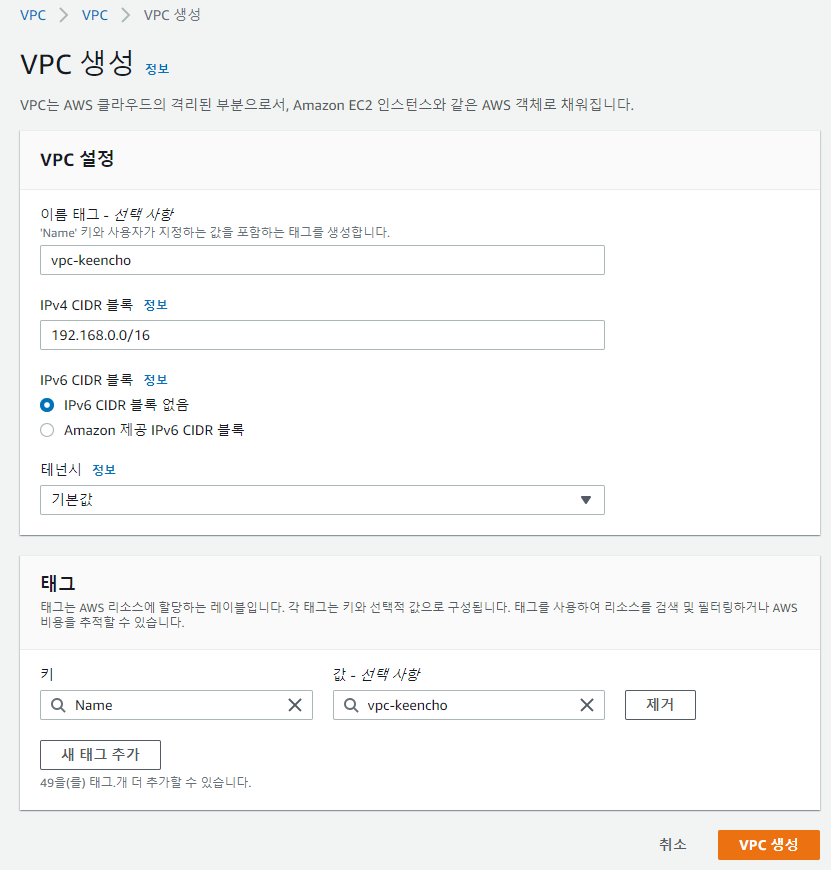 VPC > VPC > VPC 생성
VPC 생성 정보
VPC는 AWS 클라우드의 격리된 부분으로서, Amazon EC2 인스턴스와 같은 AWS 객체로 채워집니다.
VPC 설정
이름 태그 - 선택 사항
'Name' 키와 사용자가 지정하는 값을 포함하는 태그를 생성합니다.
vpc-keencho
IPv4 CIDR 블록 정보
192.168.0.0/16
IPv6 CIDR 블록 정보
IPv6 CIDR 블록 없음
Amazon 제공 IPv6 CIDR 블록
테넌시 정보
기본값
태그
태그는 AWS 리소스에 할당하는 레이블입니다. 각 태그는 키와 선택적 값으로 구성됩니다. 태그를 사용하여 리소스를 검색 및 필터링하거나 AWS
비용을 추적할 수 있습니다.
키 값 - 선택 사항
Name vpc-keencho 제거
새 태그 추가
49을(를) 태그.개 더 추가할 수 있습니다.
취소 VPC 생성